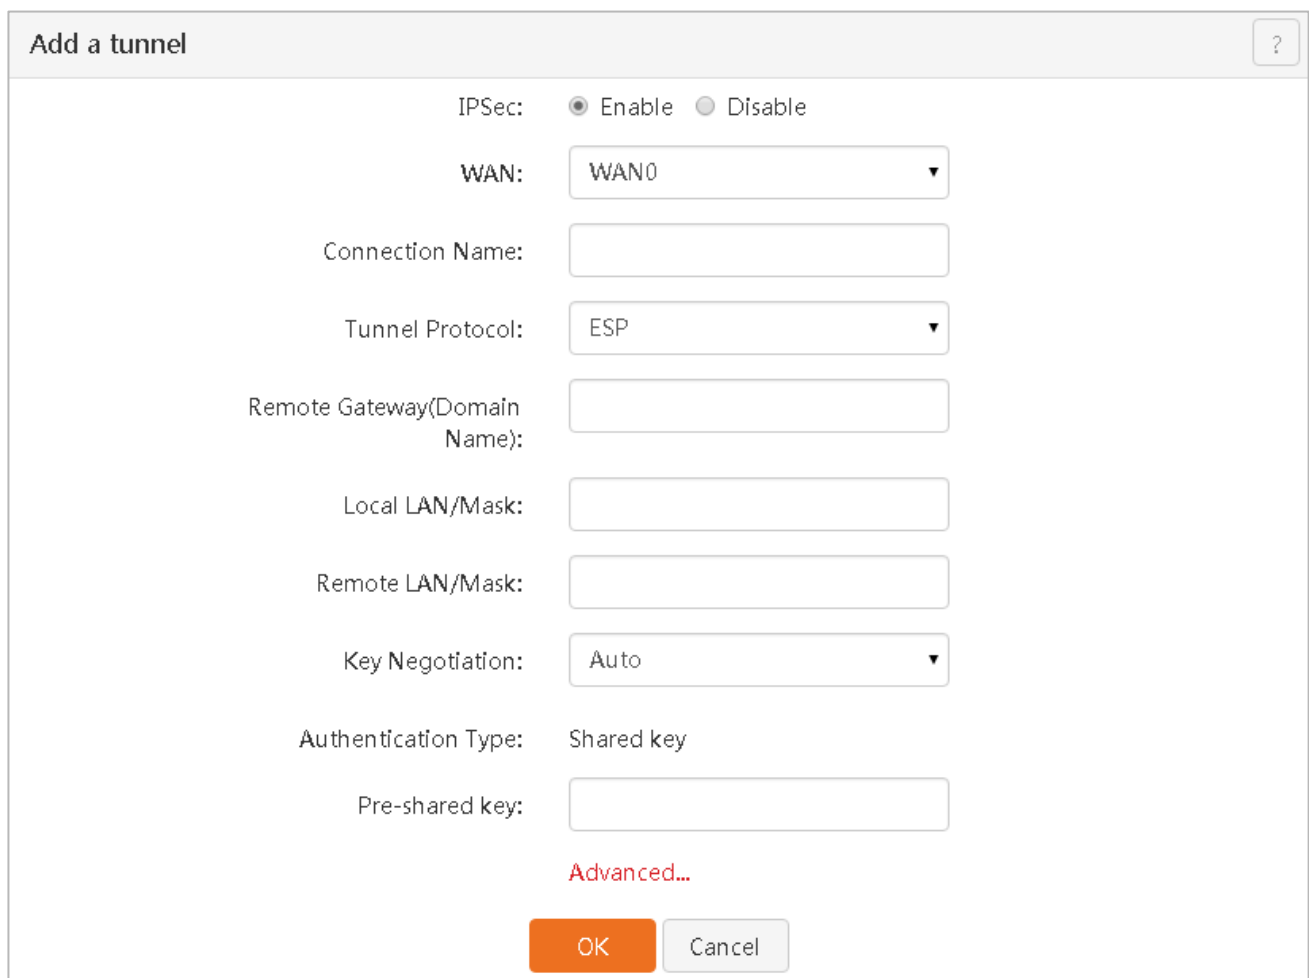 Add a tunnel ?
IPSec: Enable Disable
WAN: WAN0
Connection Name:
Tunnel Protocol: ESP
Remote Gateway(Domain
Name):
Local LAN/Mask:
Remote LAN/Mask:
Key Negotiation: Auto
Authentication Type: Shared key
Pre-shared key:
Advanced...
OK Cancel